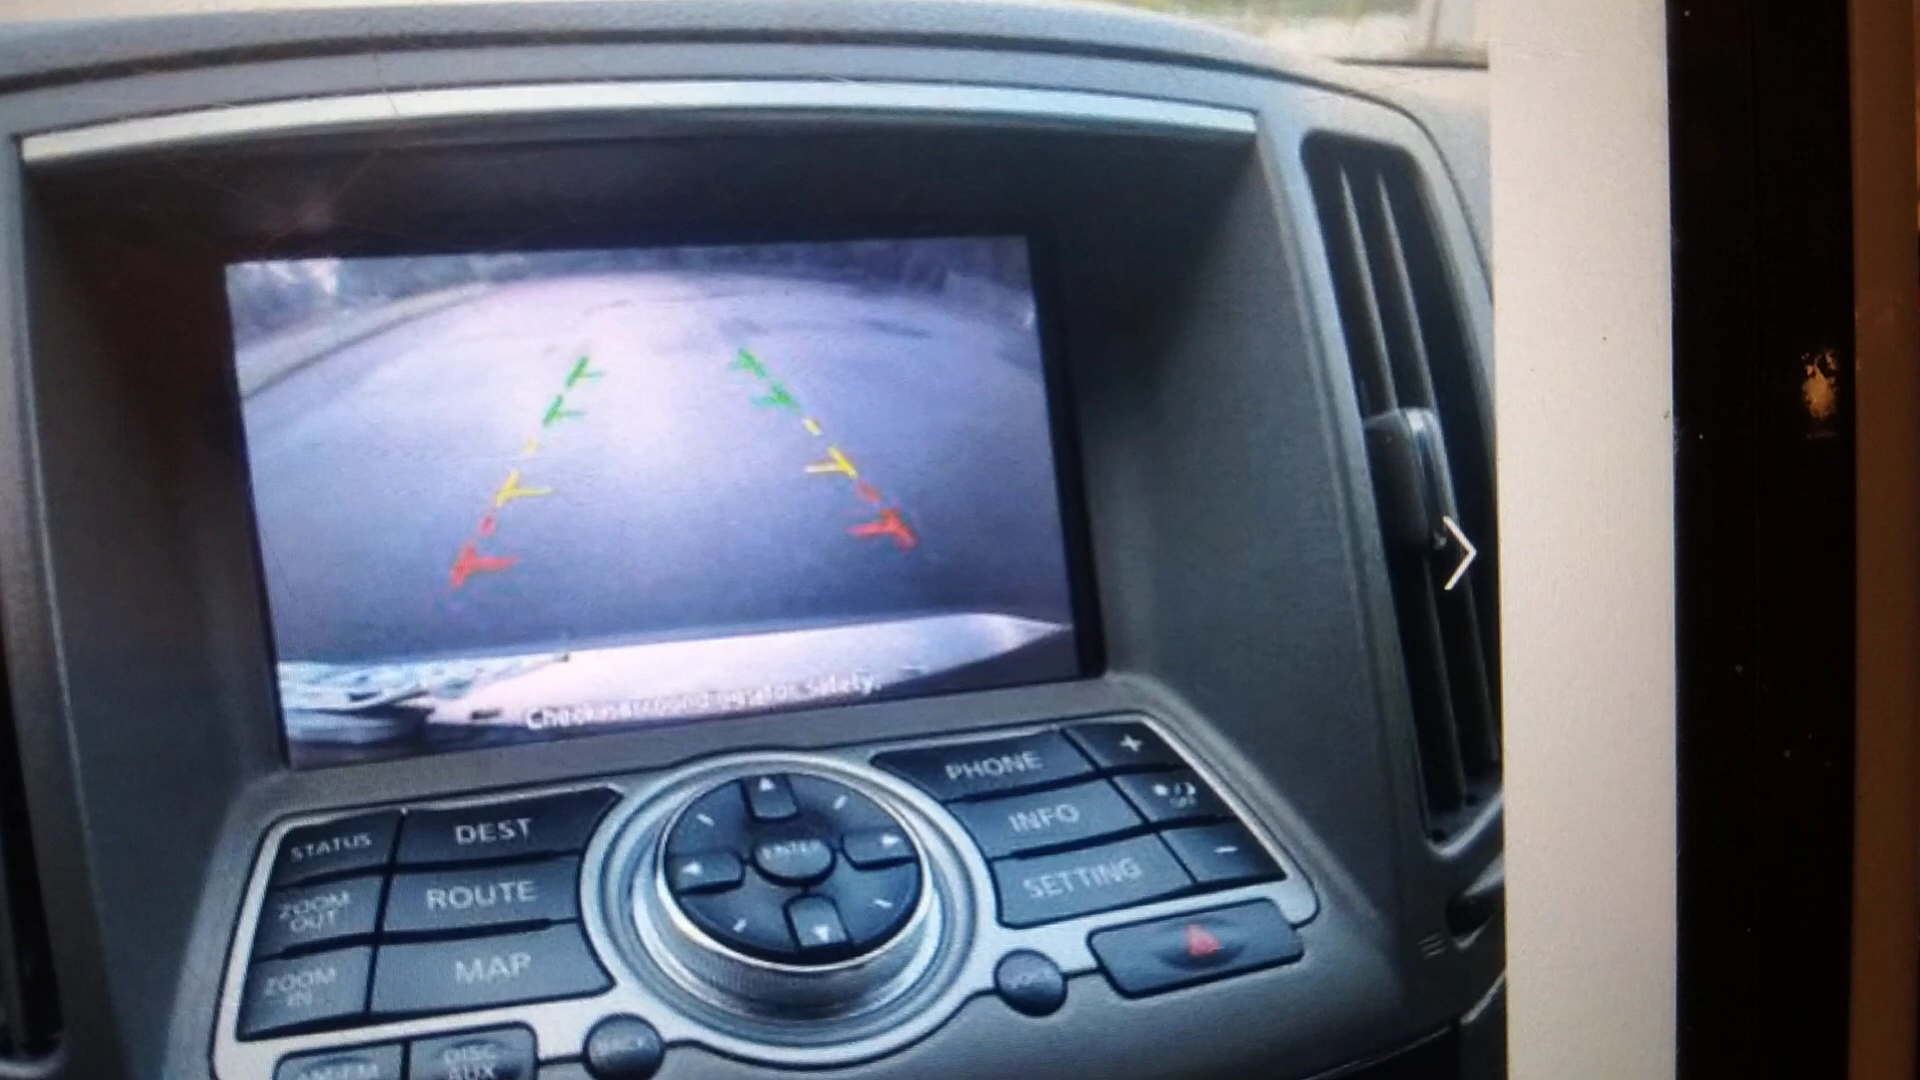 Check surroundings for safety.
STATUS
DEST
PHONE
+
ZOOM
OUT
ROUTE
ENTER
INFO
ZOOM
IN
MAP
SETTING
-
AM·FM
DISC
AUX
BACK